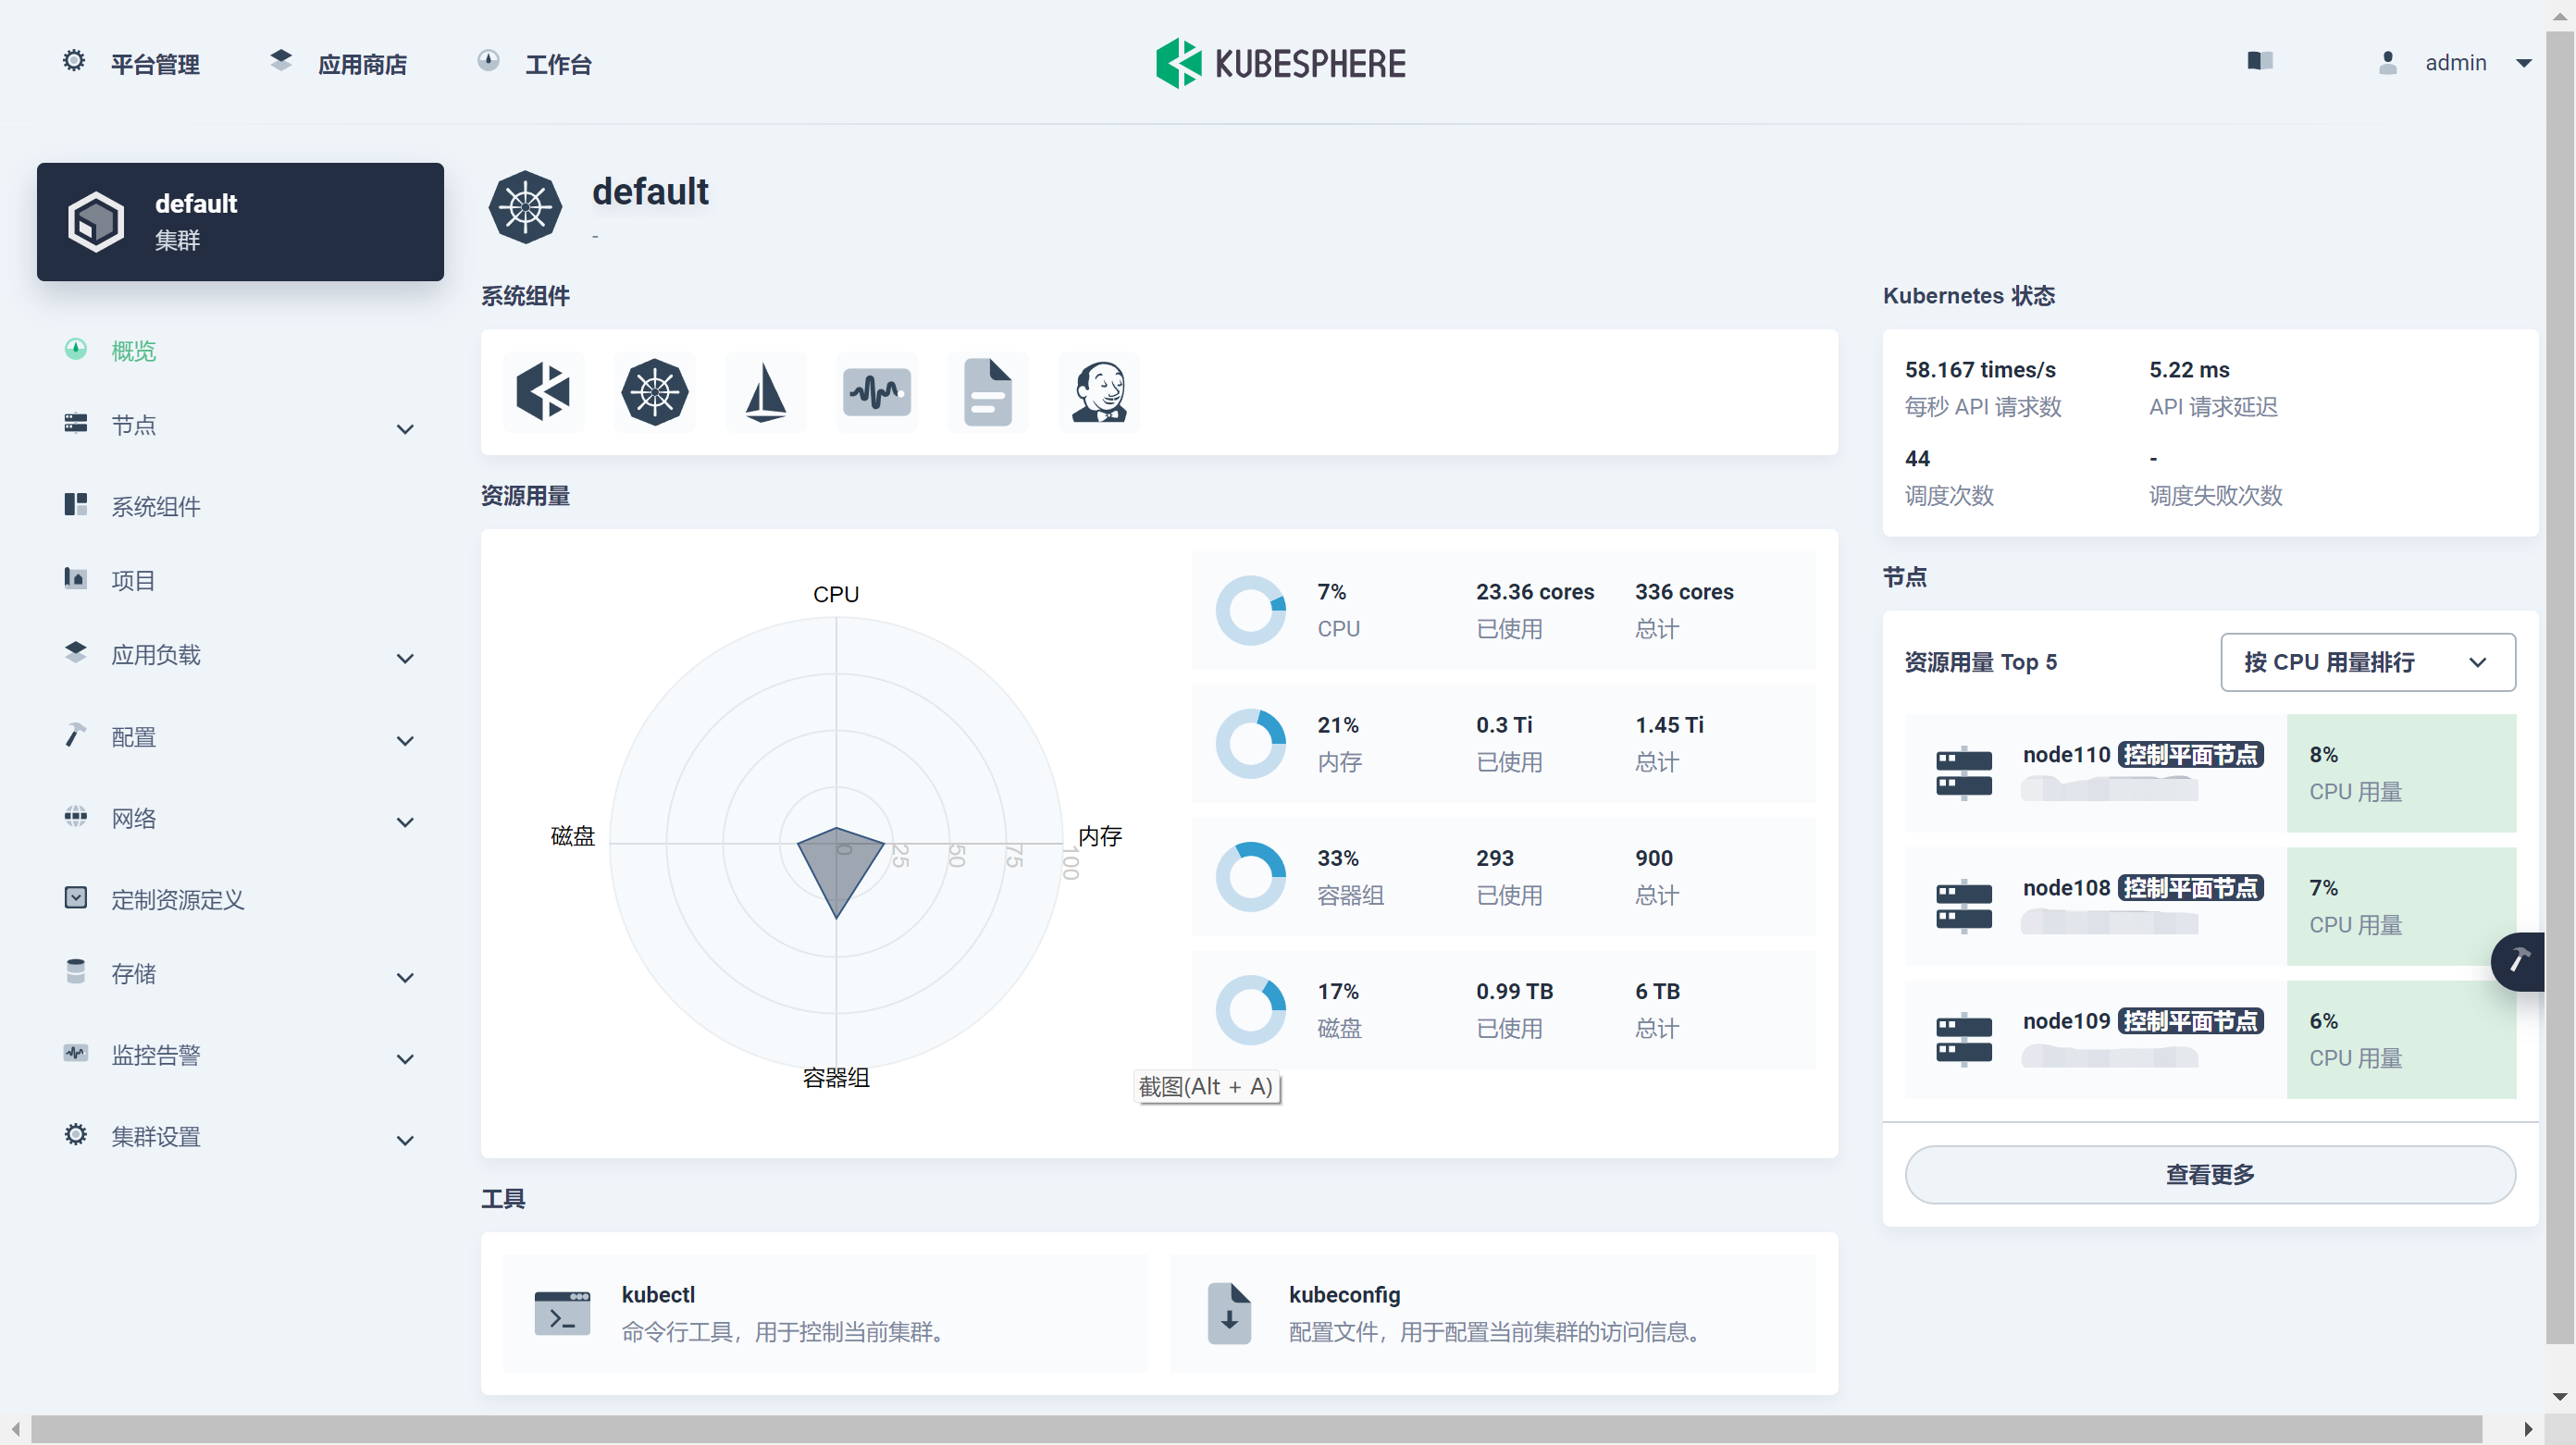 平台管理
应用商店
工作台
KUBESPHERE
admin
default
集群
概览
节点
系统组件
项目
应用负载
配置
网络
定制资源定义
存储
监控告警
集群设置
default
-
系统组件
资源用量
CPU
内存
容器组
磁盘
0
25
50
75
100
7%
CPU
23.36 cores
已使用
336 cores
总计
21%
内存
0.3 Ti
已使用
1.45 Ti
总计
33%
容器组
293
已使用
900
总计
17%
磁盘
0.99 TB
已使用
6 TB
总计
截图(Alt + A)
工具
kubectl
命令行工具，用于控制当前集群。
kubeconfig
配置文件，用于配置当前集群的访问信息。
Kubernetes 状态
58.167 times/s
每秒 API 请求数
5.22 ms
API 请求延迟
44
调度次数
-
调度失败次数
节点
资源用量 Top 5
按 CPU 用量排行
node110 控制平面节点
8%
CPU 用量
node108 控制平面节点
7%
CPU 用量
node109 控制平面节点
6%
CPU 用量
查看更多